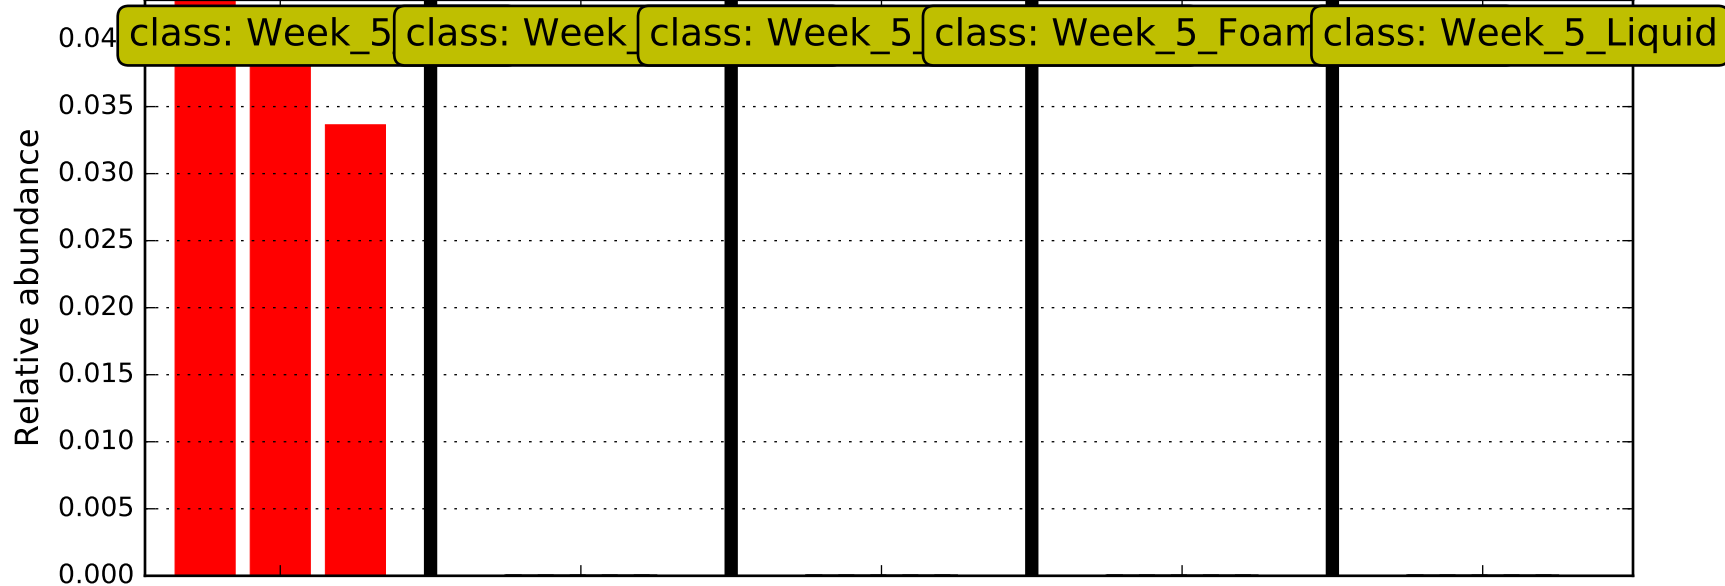 class: Week_5
class: Week_
class: Week_5_
class: Week_5_Foam
class: Week_5_Liquid
0.04
0.035
0.030
0.025
0.020
0.015
0.010
0.005
0.000
Relative abundance